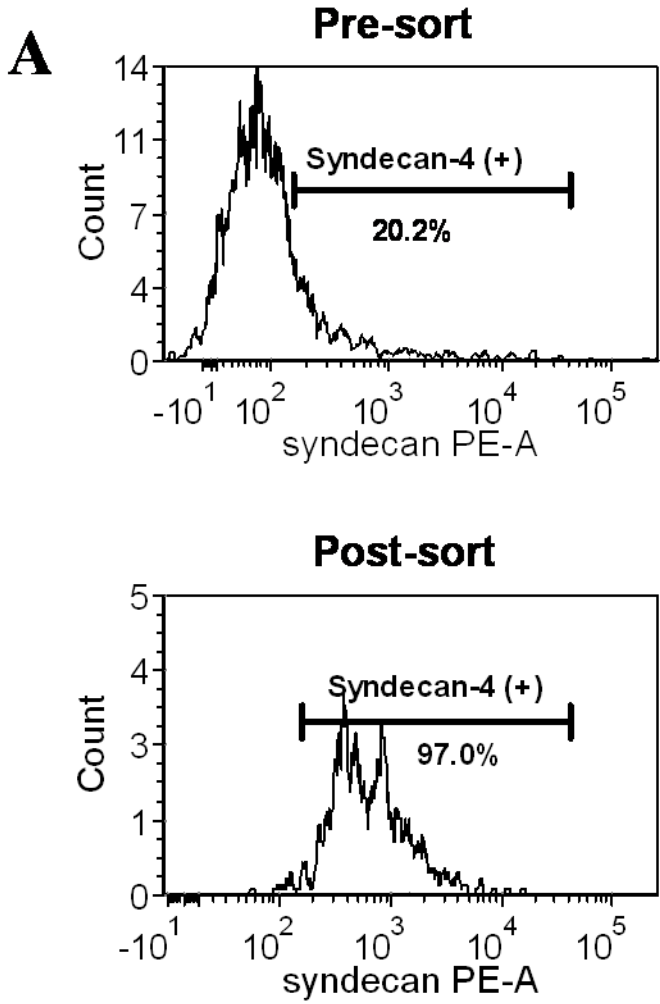 A
Pre-sort
14
11
7
4
0
Count
Syndecan-4 (+)
20.2%
-10¹ 10² 10³ 10⁴ 10⁵
syndecan PE-A
Post-sort
5
4
3
1
0
Count
Syndecan-4 (+)
97.0%
-10¹ 10² 10³ 10⁴ 10⁵
syndecan PE-A